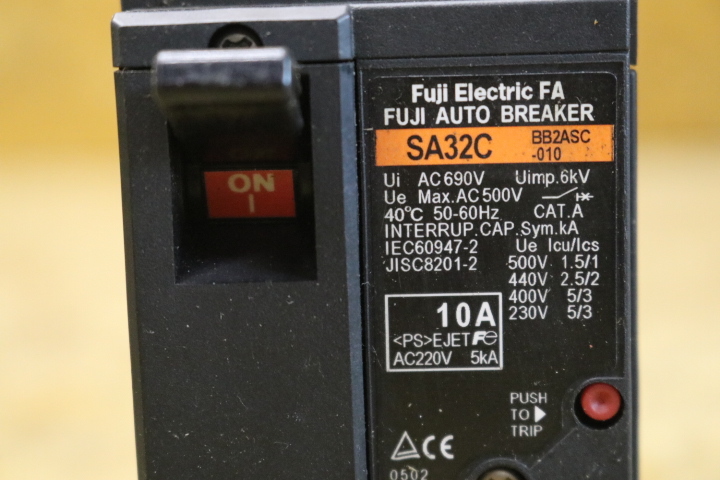 Fuji Electric FA
FUJI AUTO BREAKER
SA32C BB2ASC
-010
ON
I
Ui AC690V Uimp.6kV
Ue Max.AC500V
40°C 50-60Hz CAT.A
INTERRUP.CAP.Sym.kA
IEC60947-2 Ue Icu/Ics
JISC8201-2 500V 1.5/1
440V 2.5/2
400V 5/3
230V 5/3
10A
<PS>EJET Fe
AC220V 5kA
PUSH
TO
TRIP
CE
0502